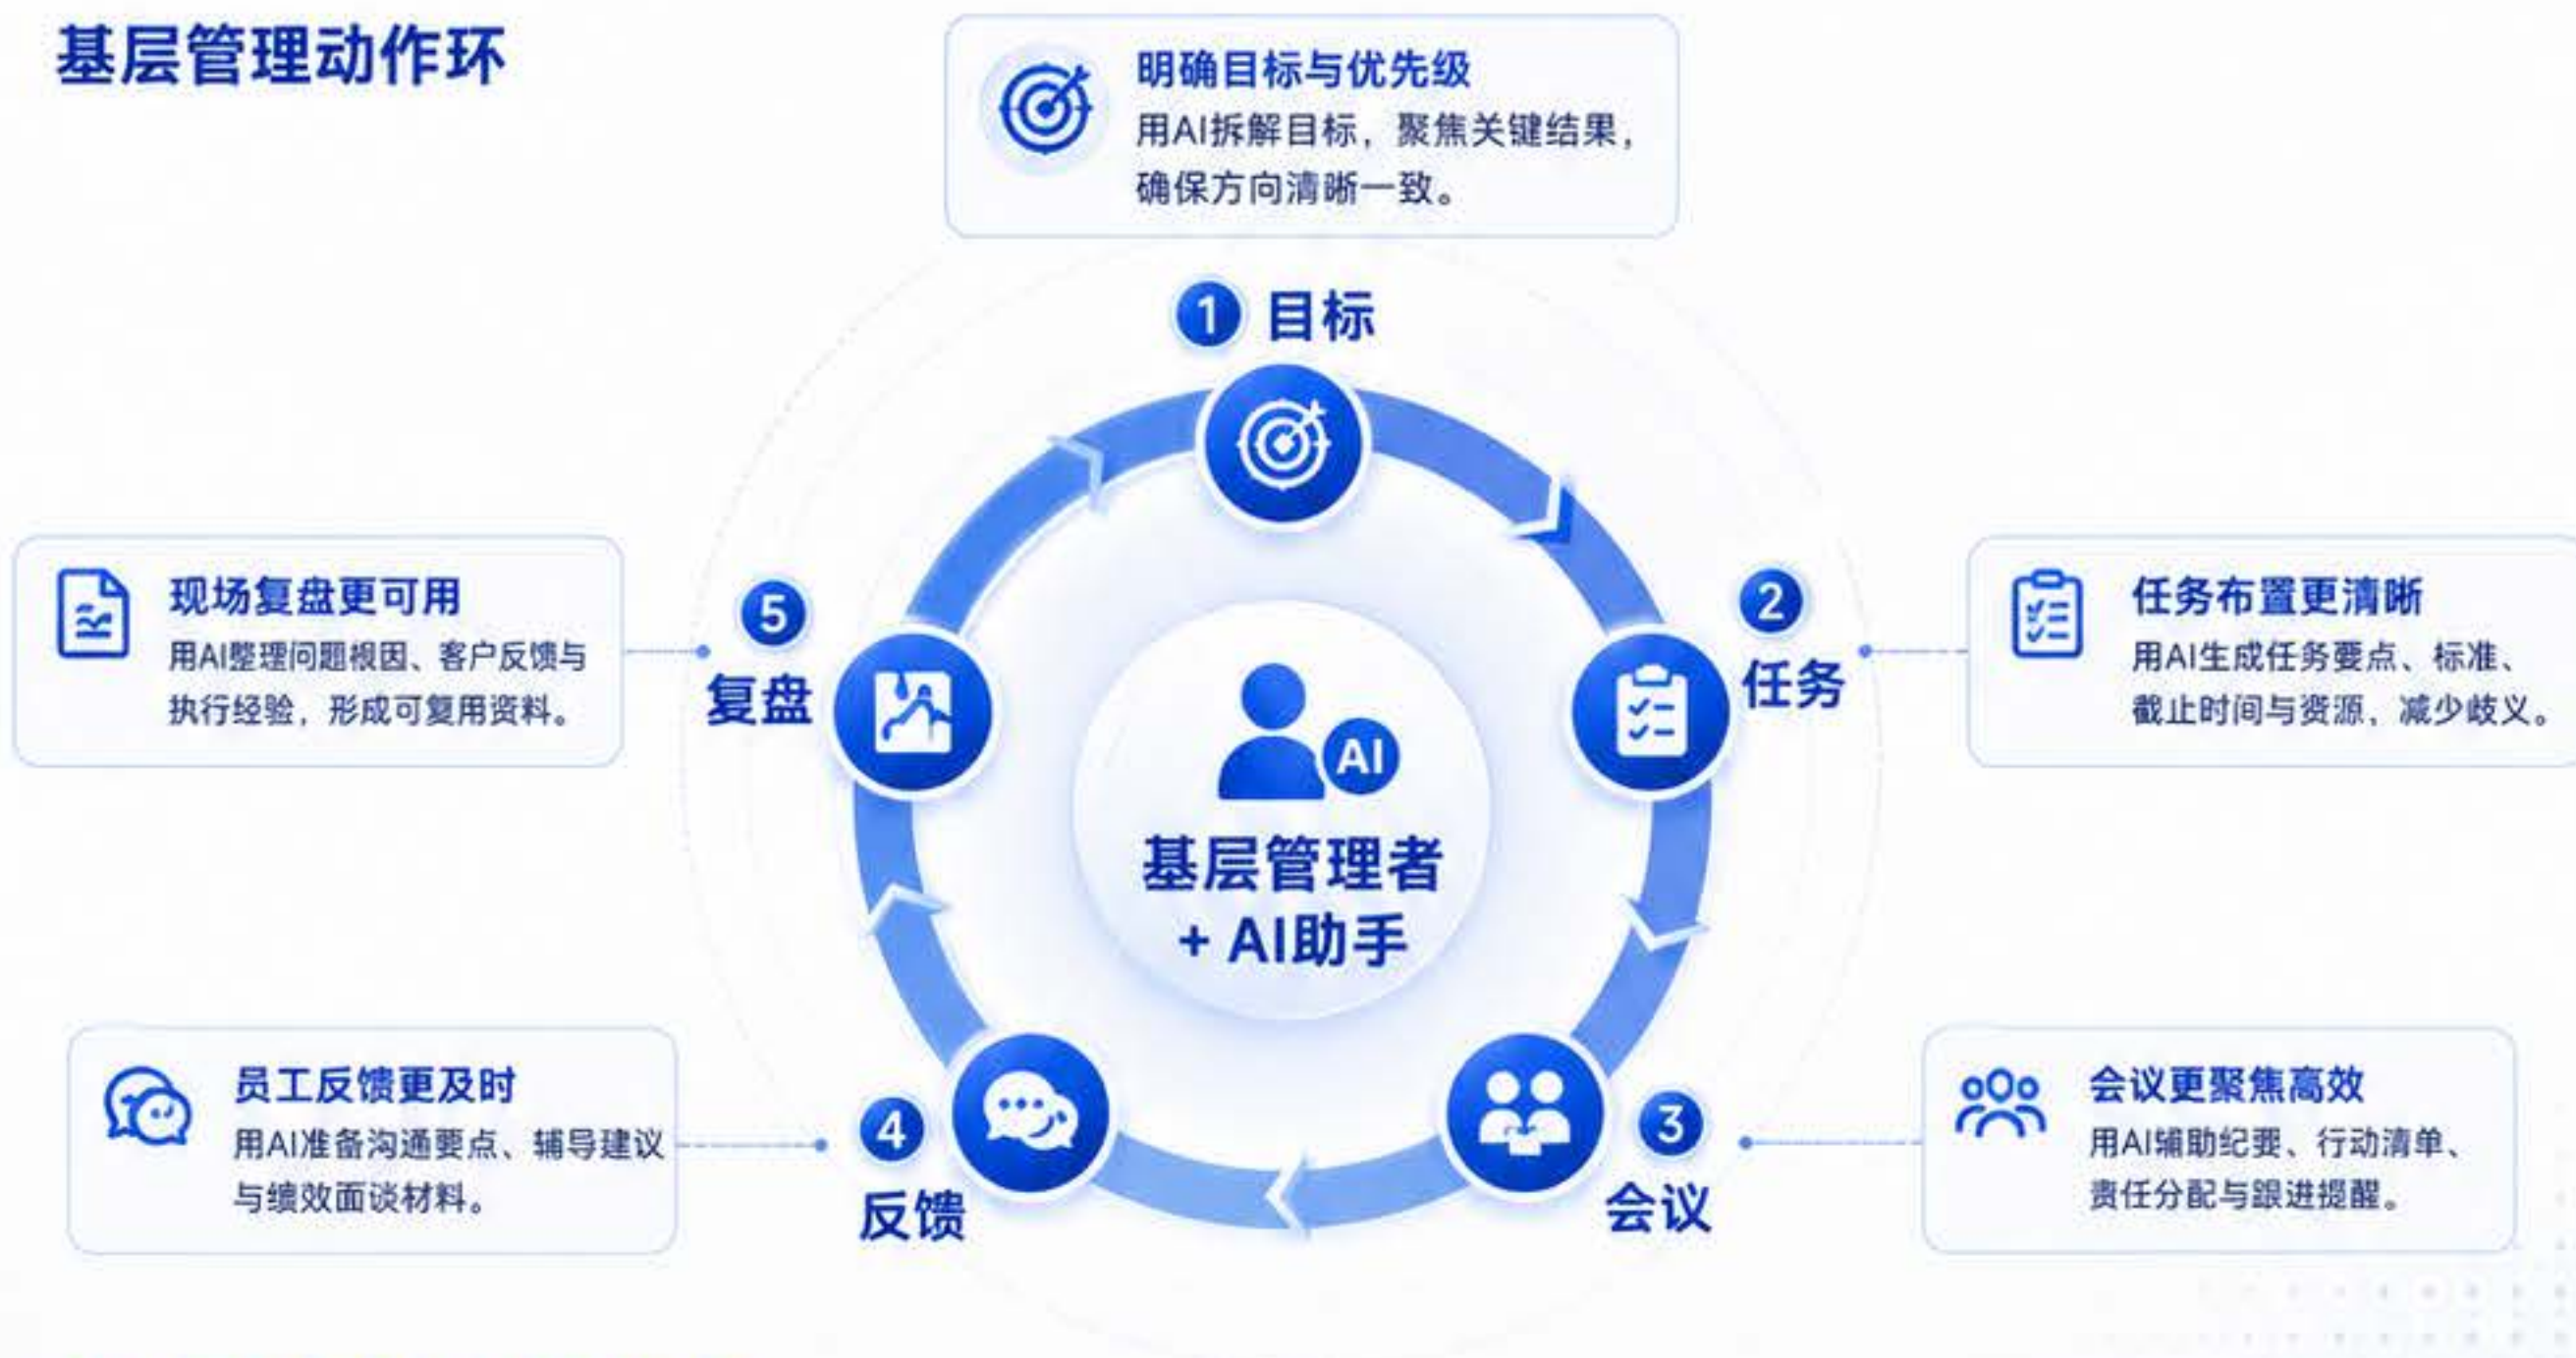 基层管理动作环
明确目标与优先级
用AI拆解目标，聚焦关键结果，
确保方向清晰一致。
1 目标
2
任务
任务布置更清晰
用AI生成任务要点、标准、
截止时间与资源，减少歧义。
3
会议
会议更聚焦高效
用AI辅助纪要、行动清单、
责任分配与跟进提醒。
4
反馈
员工反馈更及时
用AI准备沟通要点、辅导建议
与绩效面谈材料。
5
复盘
现场复盘更可用
用AI整理问题根因、客户反馈与
执行经验，形成可复用资料。
AI
基层管理者
+ AI助手